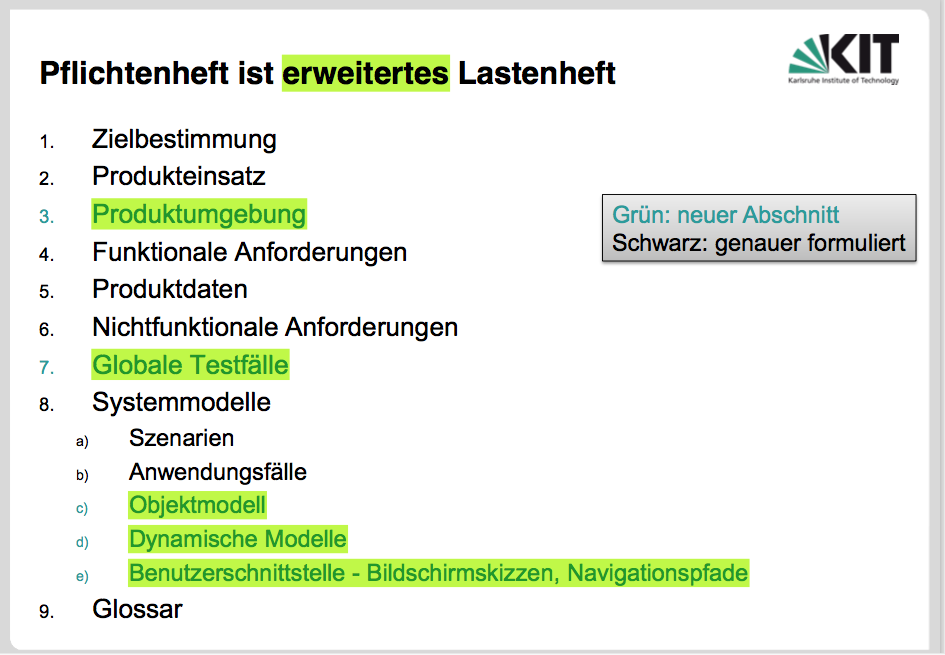 Pflichtenheft ist erweitertes Lastenheft
KIT
Karlsruhe Institute of Technology
1. Zielbestimmung
2. Produkteinsatz
3. Produktumgebung
4. Funktionale Anforderungen
5. Produktdaten
6. Nichtfunktionale Anforderungen
7. Globale Testfälle
8. Systemmodelle
a) Szenarien
b) Anwendungsfälle
c) Objektmodell
d) Dynamische Modelle
e) Benutzerschnittstelle - Bildschirmskizzen, Navigationspfade
9. Glossar
Grün: neuer Abschnitt
Schwarz: genauer formuliert